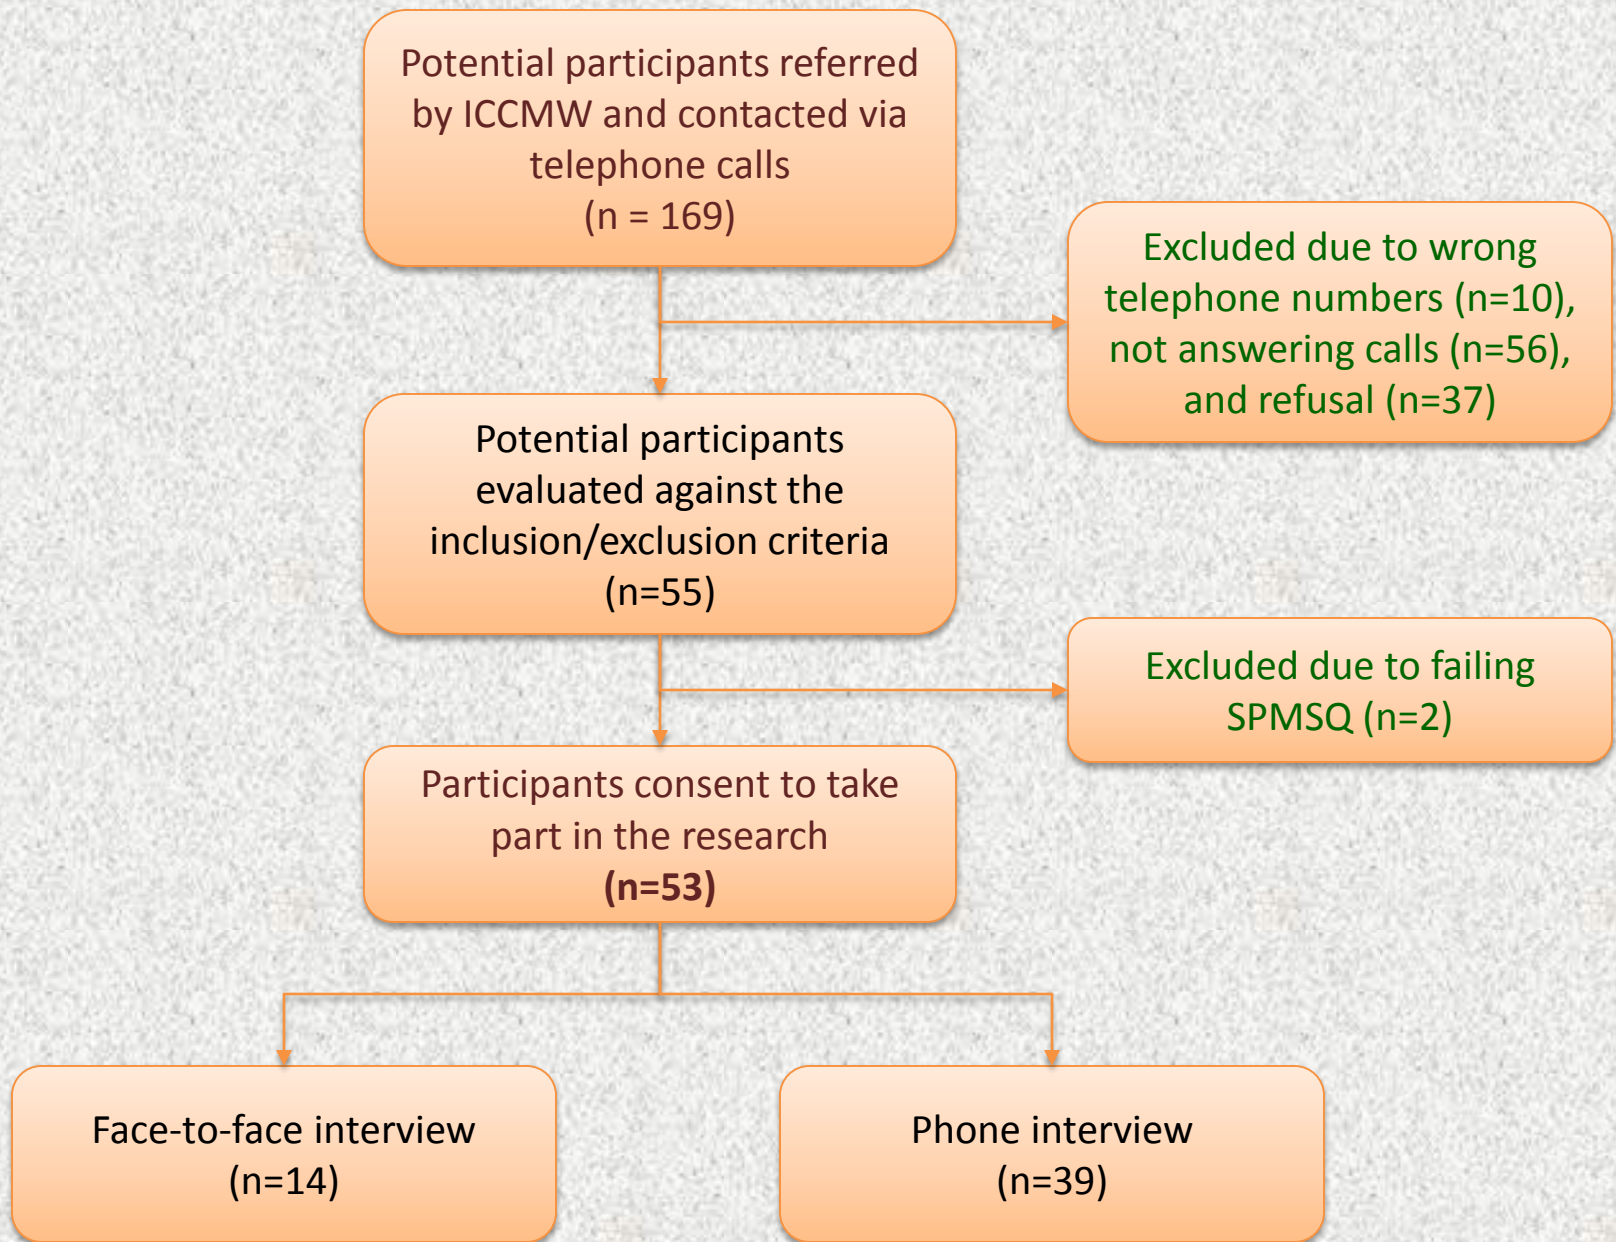 Potential participants referred
by ICCMW and contacted via
telephone calls
(n = 169)
Excluded due to wrong
telephone numbers (n=10),
not answering calls (n=56),
and refusal (n=37)
Potential participants
evaluated against the
inclusion/exclusion criteria
(n=55)
Excluded due to failing
SPMSQ (n=2)
Participants consent to take
part in the research
(n=53)
Face-to-face interview
(n=14)
Phone interview
(n=39)